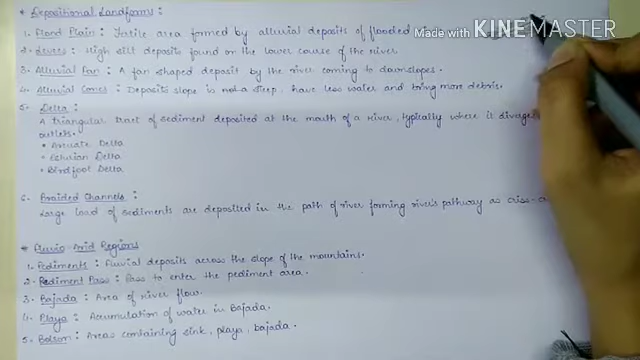 * Depositional Landforms :
1. Flood Plain : Fertile area formed by alluvial deposits of flooded river
2. Levees : High silt deposit found on the lower course of the river
3. Alluvial Fan : A fan shaped deposit by the river coming to downslopes.
4. Alluvial Cones : Deposits slope is not a steep, have less water and bring more debris.
5. Delta :
A triangular tract of sediment deposited at the mouth of a river, typically where it diverge
outlets.
• Arcuate Delta
• Esturian Delta
• Birdfoot Delta
6. Braided Channels :
Large load of sediments are deposited in the path of river forming river's pathway as criss-
* Fluvio-Arid Regions
1. Pediments : Fluvial deposits across the slope of the mountains.
2. Pediment Pass : Pass to enter the pediment area.
3. Bajada : Area of river flow.
4. Playa : Acumulation of water in Bajada.
5. Bolson : Areas containing sink, playa, bajada.
Made with KINEMASTER